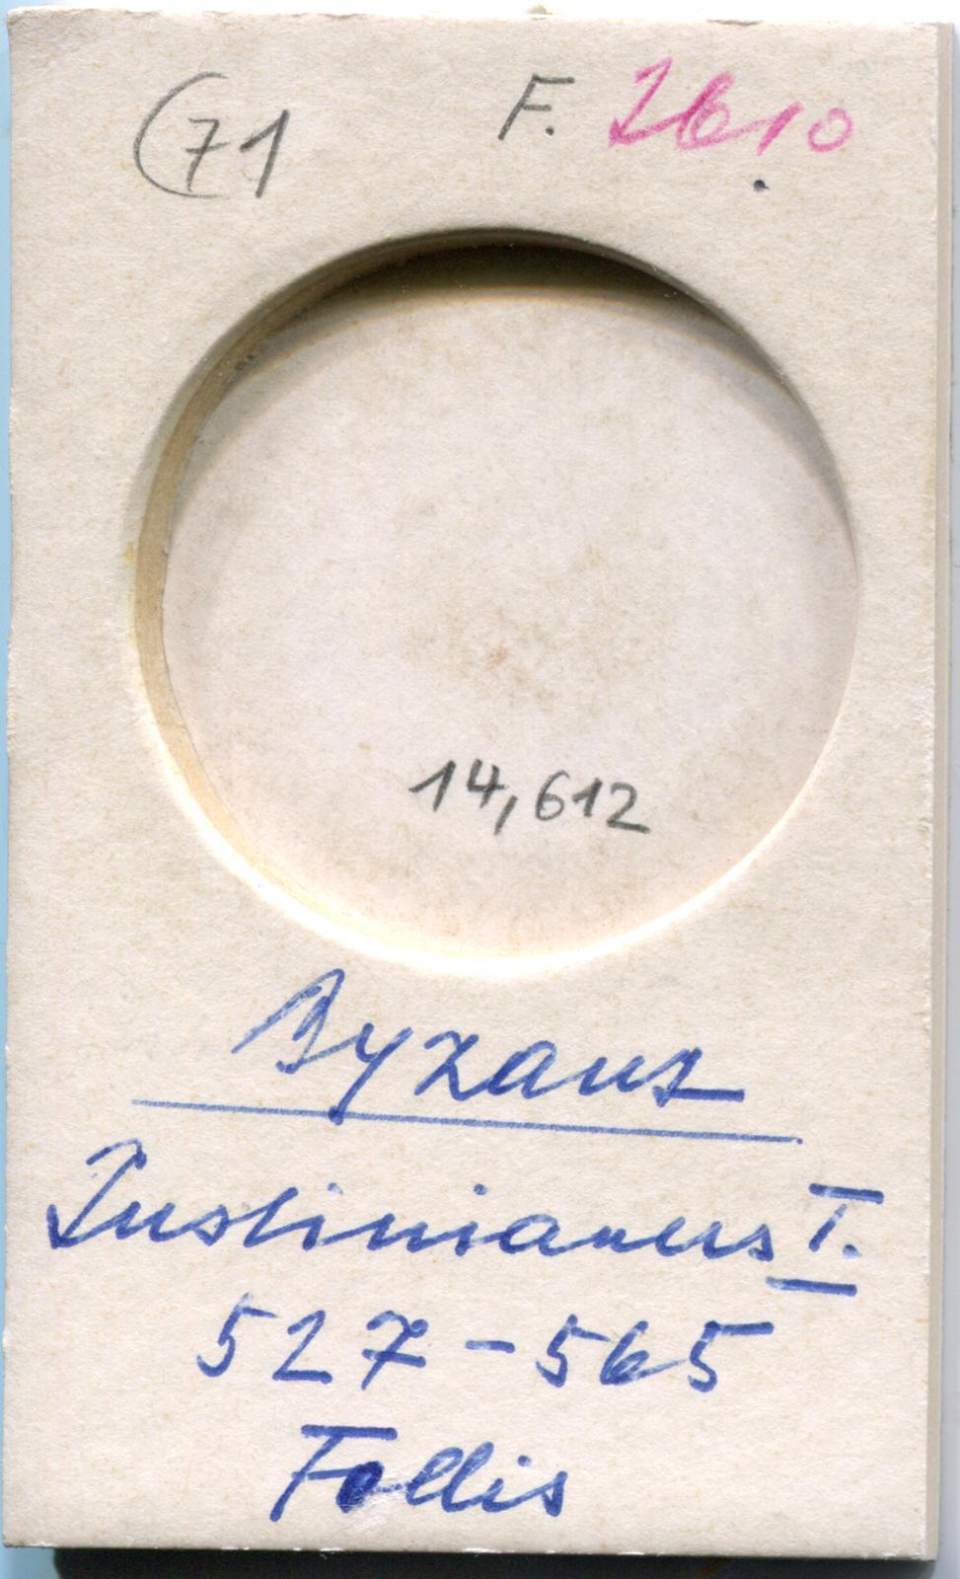 (71 F. 2610
14,612
Byzanz
Justinianus I.
527-565
Follis